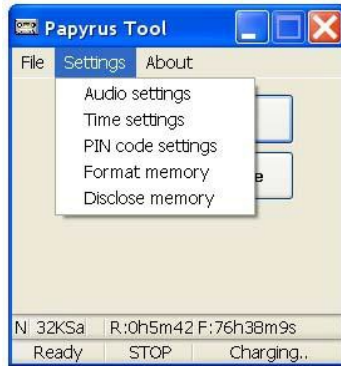 Papyrus Tool
File Settings About
Audio settings
Time settings
PIN code settings
Format memory
Disclose memory
e
N 32KSa R:0h5m42 F:76h38m9s
Ready STOP Charging..